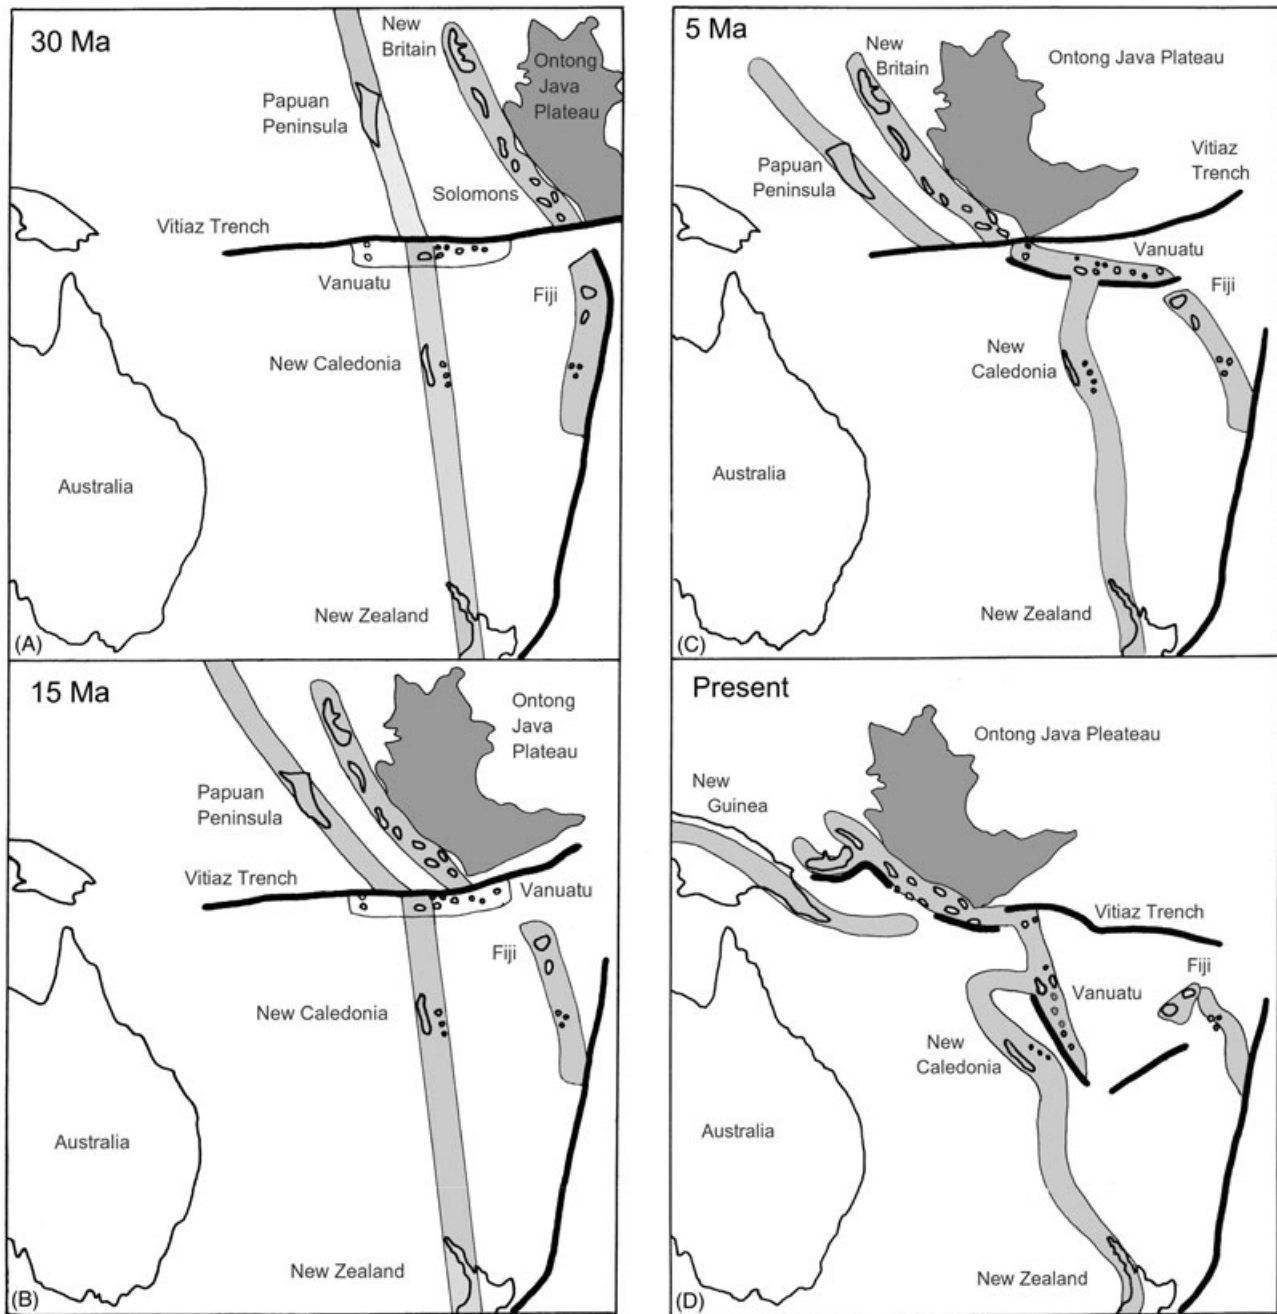 30 Ma
New
Britain
Ontong
Java
Plateau
Papuan
Peninsula
Solomons
Vitiaz Trench
Vanuatu
Fiji
New Caledonia
Australia
New Zealand
(A)
15 Ma
Ontong
Java
Plateau
Papuan
Peninsula
Vitiaz Trench
Vanuatu
Fiji
New Caledonia
Australia
New Zealand
(B)
5 Ma
New
Britain
Ontong Java Plateau
Vitiaz
Trench
Papuan
Peninsula
Vanuatu
Fiji
New
Caledonia
Australia
New Zealand
(C)
Present
Ontong Java Pleateau
New
Guinea
Vitiaz Trench
Fiji
Vanuatu
New
Caledonia
Australia
New Zealand
(D)